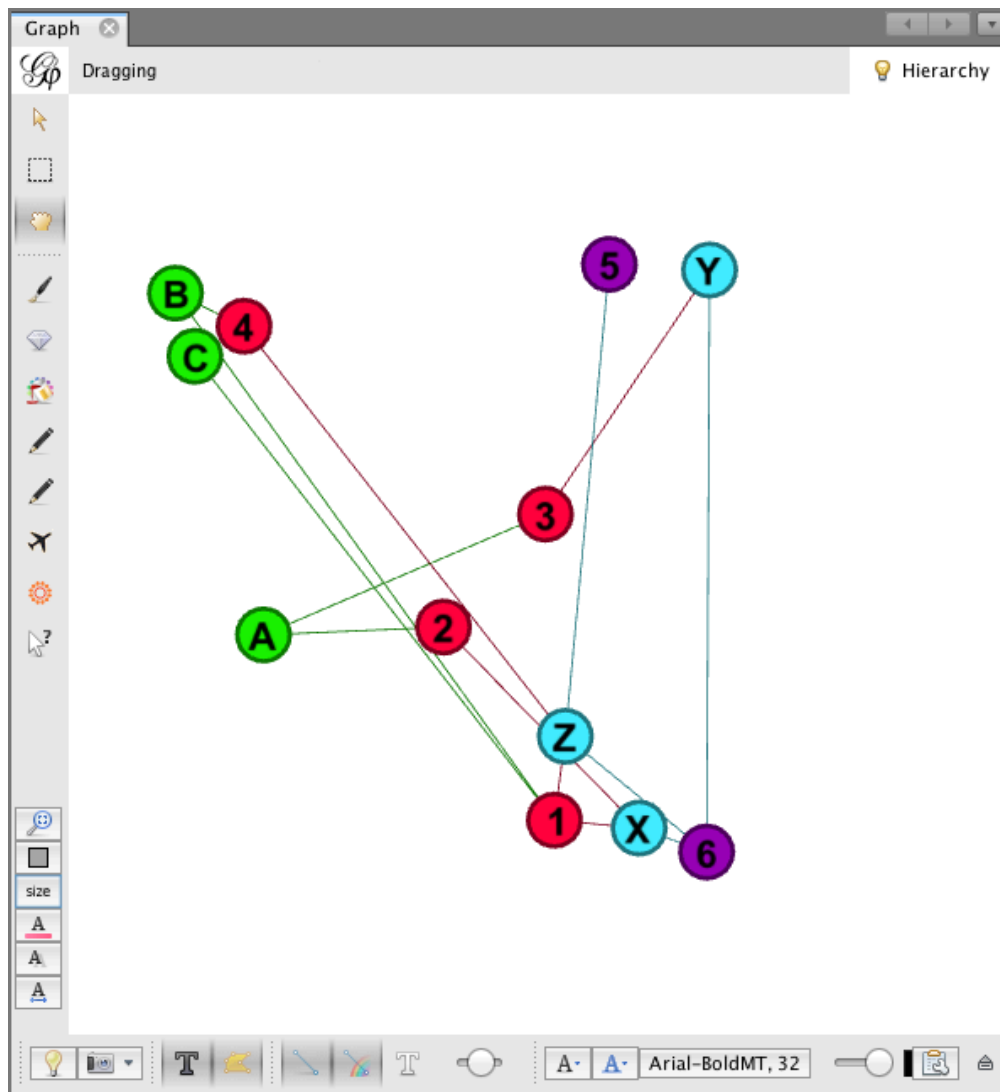 Graph
Dragging
Hierarchy
5
Y
B
4
C
3
2
A
Z
1
X
6
size
A
A
A
T
T
A
A
Arial-BoldMT, 32